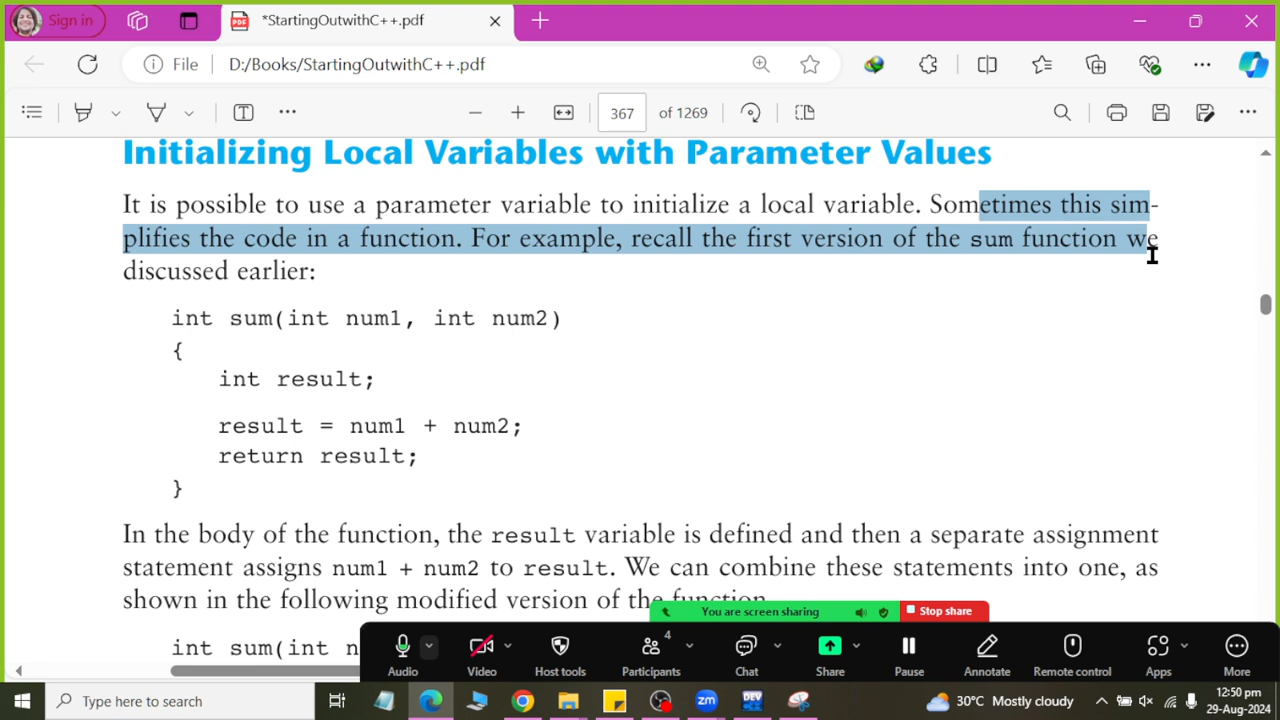 Sign in
*StartingOutwithC++.pdf
File
D:/Books/StartingOutwithC++.pdf
367 of 1269
Initializing Local Variables with Parameter Values
It is possible to use a parameter variable to initialize a local variable. Sometimes this sim-
plifies the code in a function. For example, recall the first version of the sum function we
discussed earlier:
int sum(int num1, int num2)
{
int result;
result = num1 + num2;
return result;
}
In the body of the function, the result variable is defined and then a separate assignment
statement assigns num1 + num2 to result. We can combine these statements into one, as
shown in the following modified version of the function.
You are screen sharing
Stop share
int sum(int n
4
Audio Video Host tools Participants Chat Share Pause Annotate Remote control Apps More
Type here to search
zm
DEV
30°C Mostly cloudy
12:50 pm
29-Aug-2024